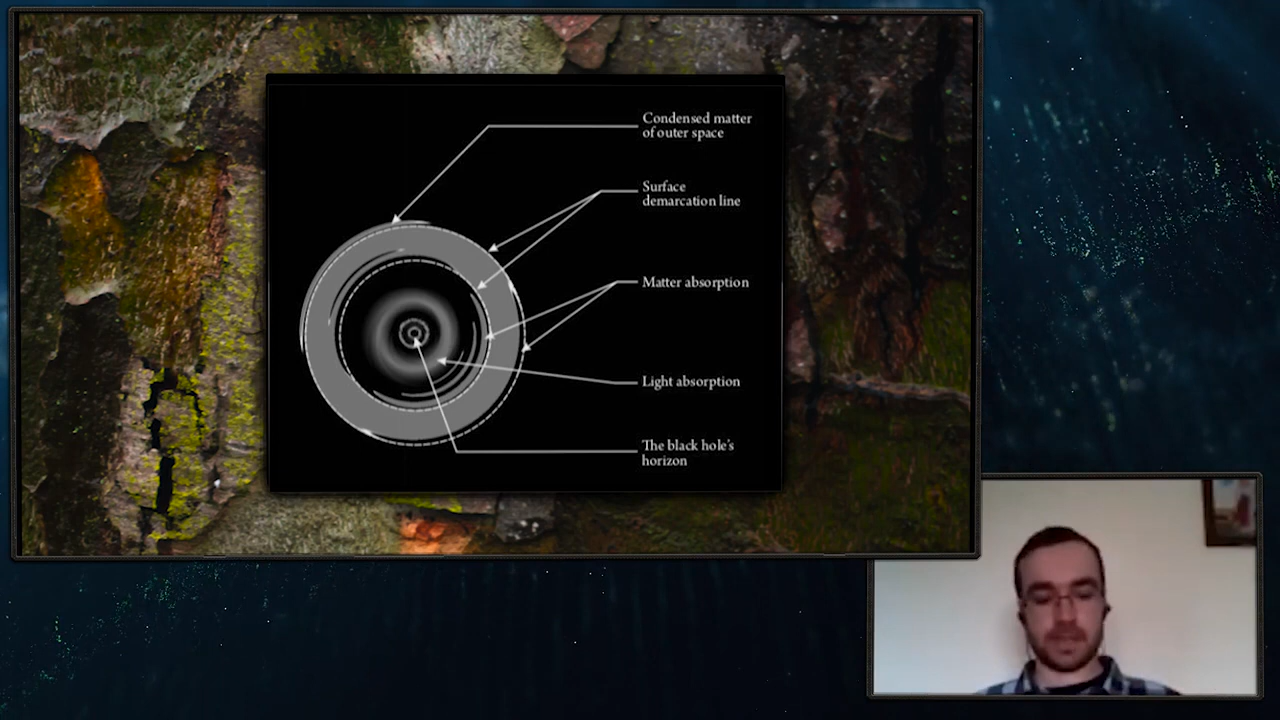 Condensed matter
of outer space
Surface
demarcation line
Matter absorption
Light absorption
The black hole's
horizon